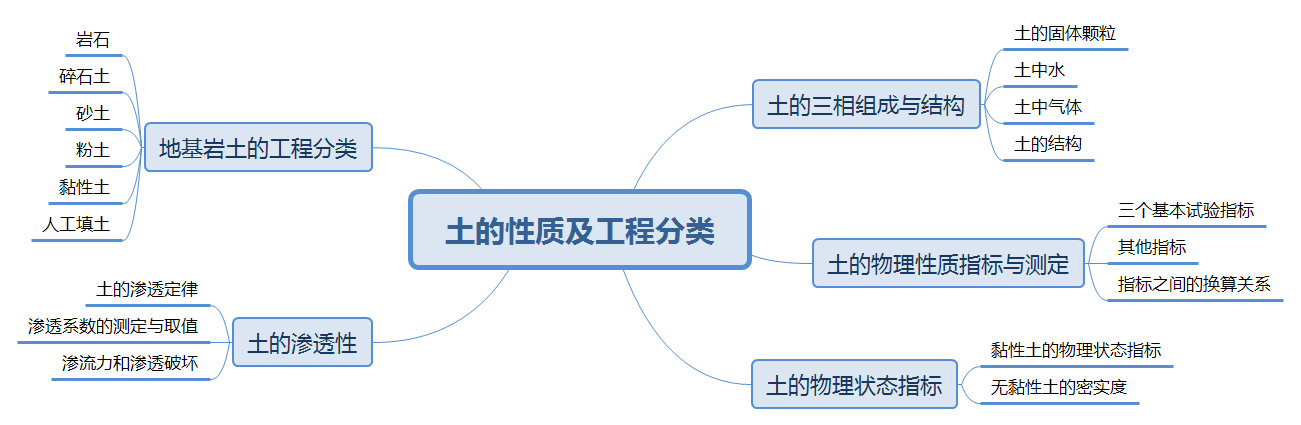 土的性质及工程分类
土的三相组成与结构
土的固体颗粒
土中水
土中气体
土的结构
土的物理性质指标与测定
三个基本试验指标
其他指标
指标之间的换算关系
土的物理状态指标
黏性土的物理状态指标
无黏性土的密实度
土的渗透性
土的渗透定律
渗透系数的测定与取值
渗流力和渗透破坏
地基岩土的工程分类
岩石
碎石土
砂土
粉土
黏性土
人工填土